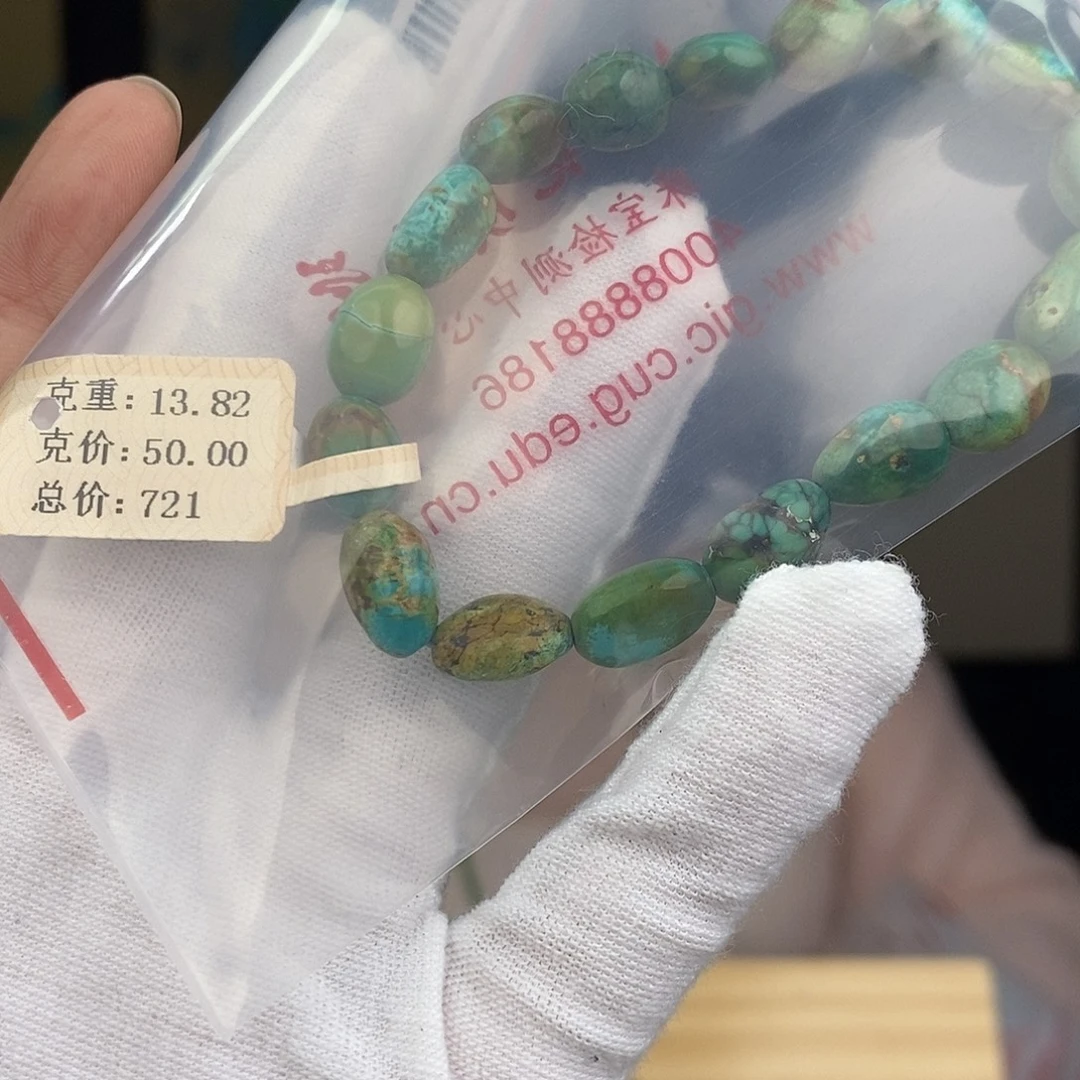 克重: 13.82
克价: 50.00
总价: 721
珠宝检测中心
4008888186
www.gic.cug.edu.cn